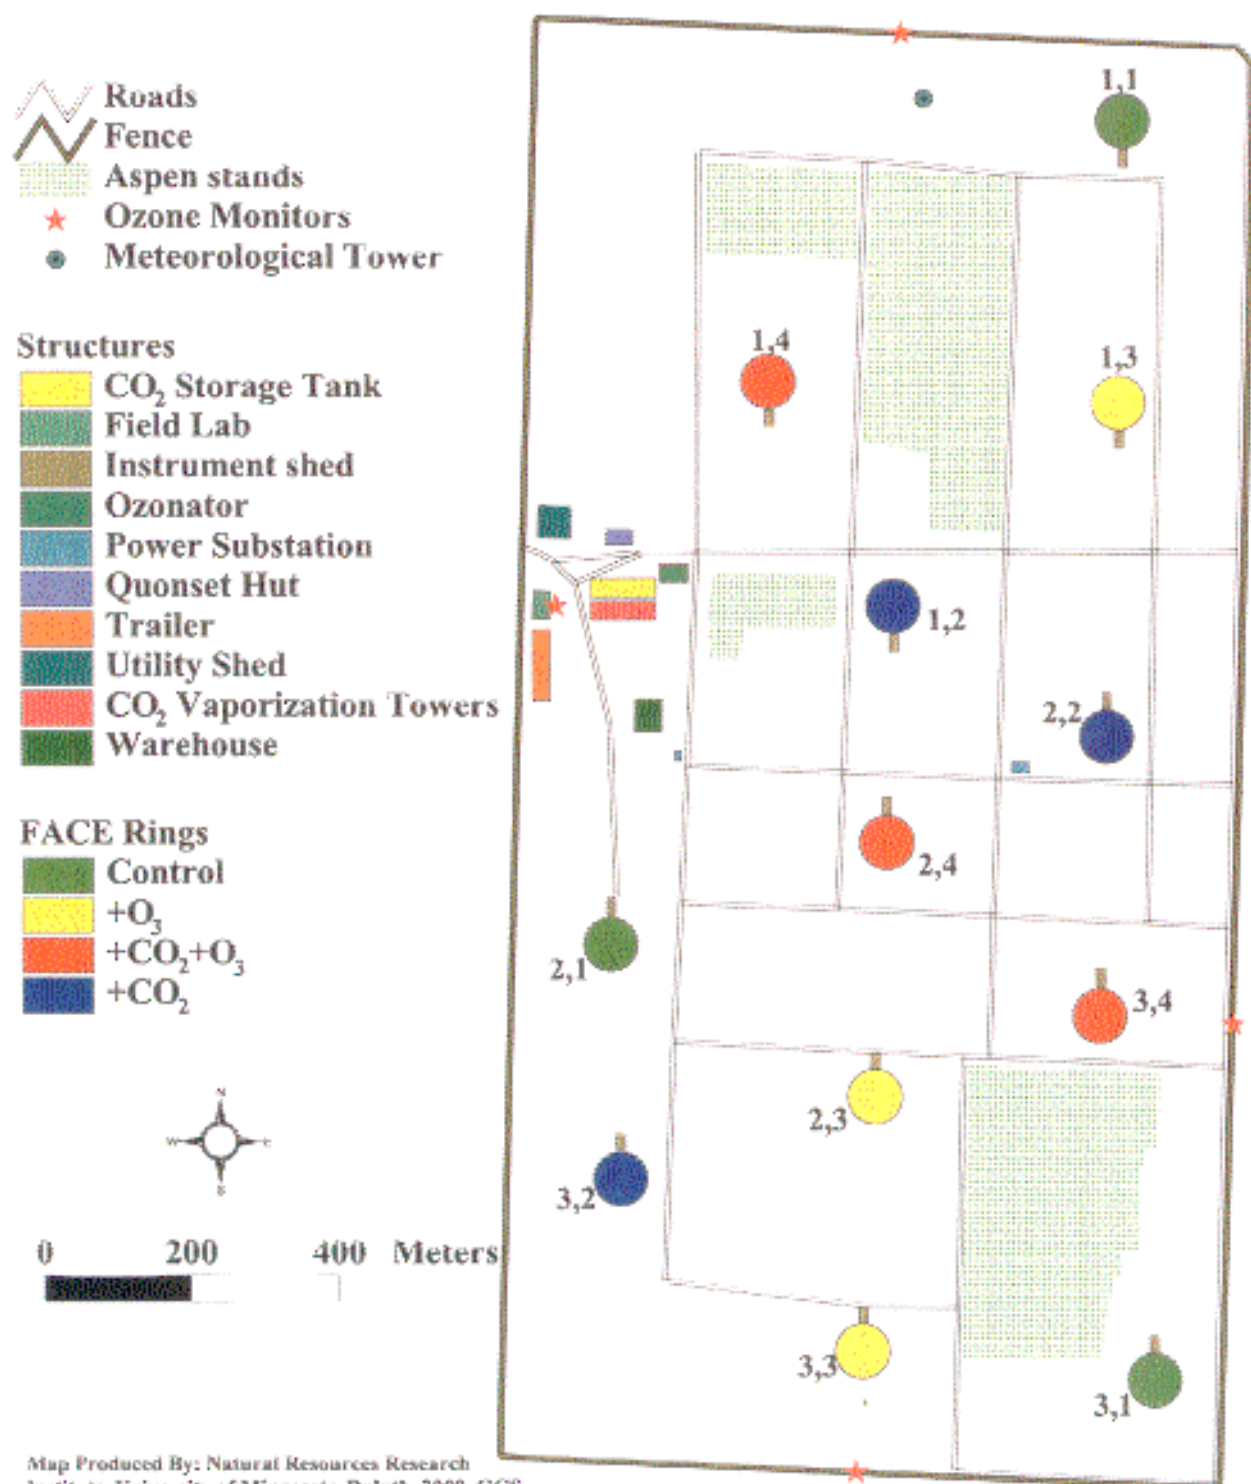 Roads
Fence
Aspen stands
Ozone Monitors
Meteorological Tower
Structures
CO₂ Storage Tank
Field Lab
Instrument shed
Ozonator
Power Substation
Quonset Hut
Trailer
Utility Shed
CO₂ Vaporization Towers
Warehouse
FACE Rings
Control
+O₃
+CO₂+O₃
+CO₂
N
W E
S
0 200 400 Meters
Map Produced By: Natural Resources Research
1,1
1,4
1,3
1,2
2,2
2,4
2,1
3,4
2,3
3,2
3,3
3,1